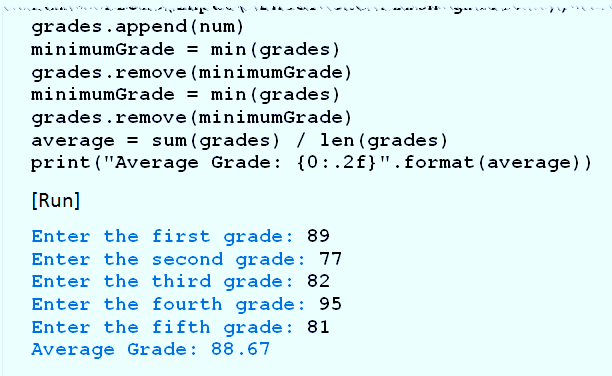 grades.append(num)
minimumGrade = min(grades)
grades.remove(minimumGrade)
minimumGrade = min(grades)
grades.remove(minimumGrade)
average = sum(grades) / len(grades)
print("Average Grade: {0:.2f}".format(average))
[Run]
Enter the first grade: 89
Enter the second grade: 77
Enter the third grade: 82
Enter the fourth grade: 95
Enter the fifth grade: 81
Average Grade: 88.67